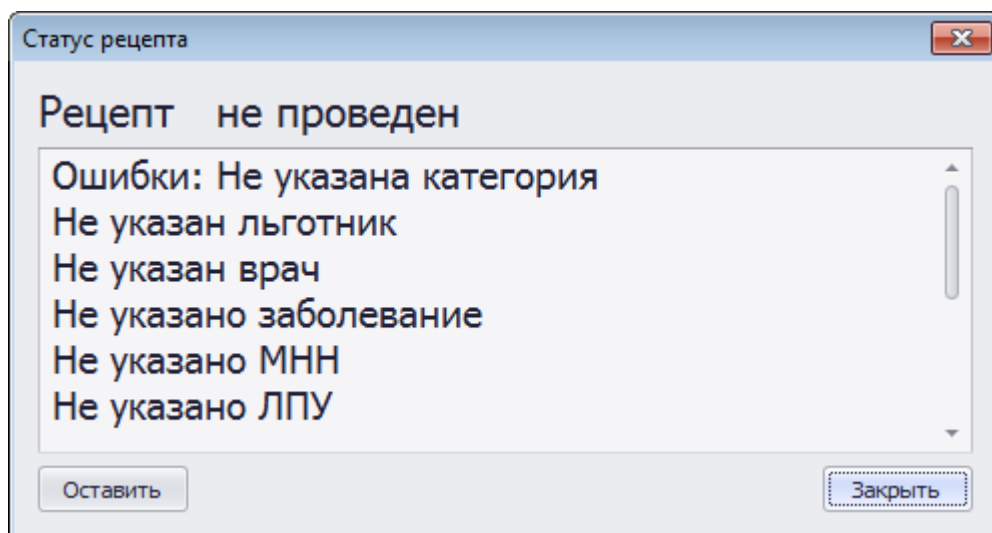 Статус рецепта
Рецепт не проведен
Ошибки: Не указана категория
Не указан льготник
Не указан врач
Не указано заболевание
Не указано МНН
Не указано ЛПУ
Оставить
Закрыть